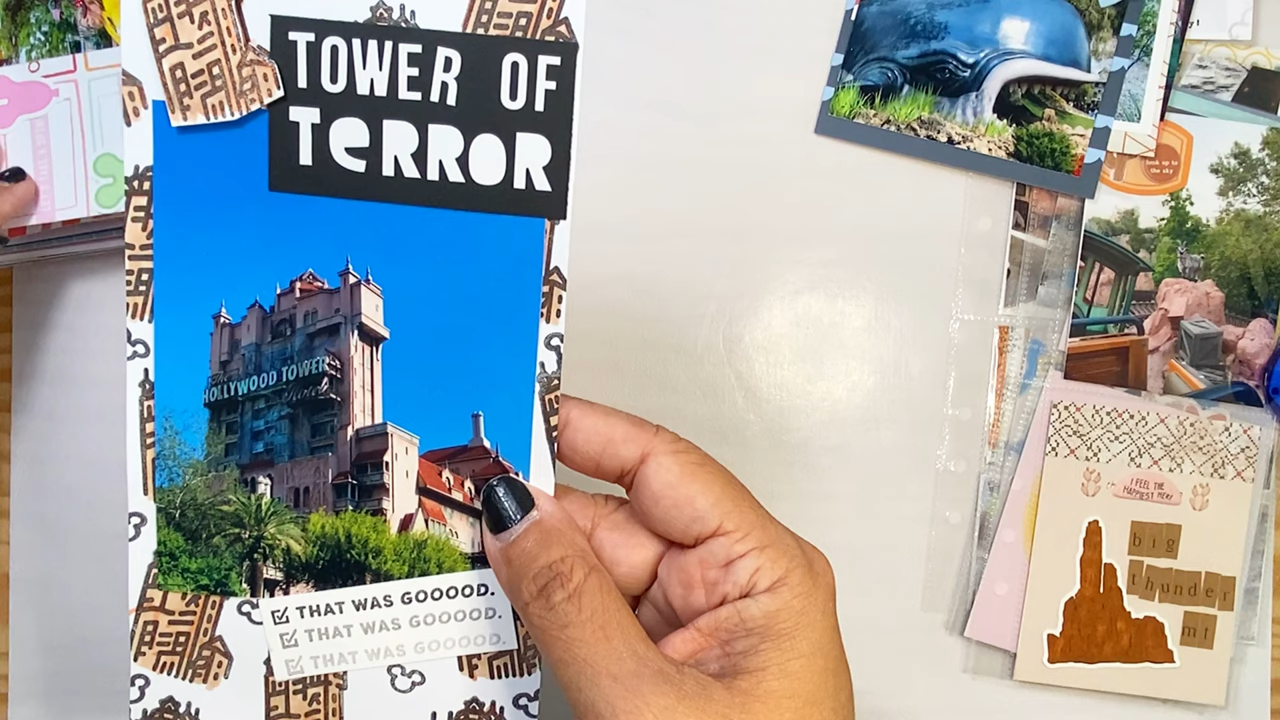 TOWER OF
TeRROR
HOLLYWOOD TOWER
Hotel
THAT WAS GOOOOD.
THAT WAS GOOOOD.
THAT WAS GOOOOD.
look up to
the sky
I FEEL THE
HAPPIEST HERE
big
thunder
mt